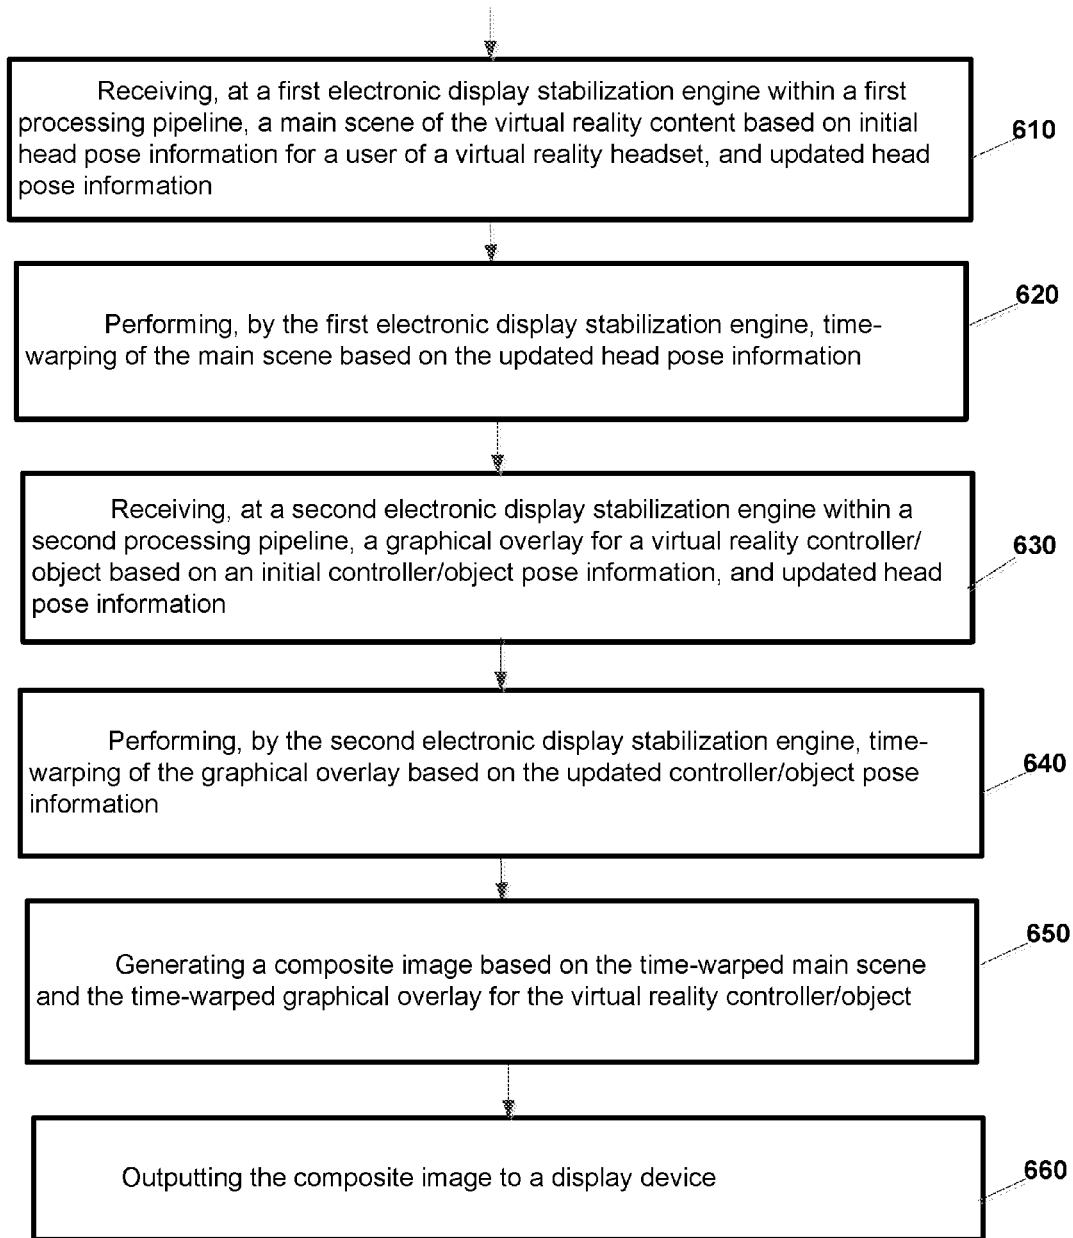 Receiving, at a first electronic display stabilization engine within a first
processing pipeline, a main scene of the virtual reality content based on initial
head pose information for a user of a virtual reality headset, and updated head
pose information
610
Performing, by the first electronic display stabilization engine, time-
warping of the main scene based on the updated head pose information
620
Receiving, at a second electronic display stabilization engine within a
second processing pipeline, a graphical overlay for a virtual reality controller/
object based on an initial controller/object pose information, and updated head
pose information
630
Performing, by the second electronic display stabilization engine, time-
warping of the graphical overlay based on the updated controller/object pose
information
640
Generating a composite image based on the time-warped main scene
and the time-warped graphical overlay for the virtual reality controller/object
650
Outputting the composite image to a display device
660